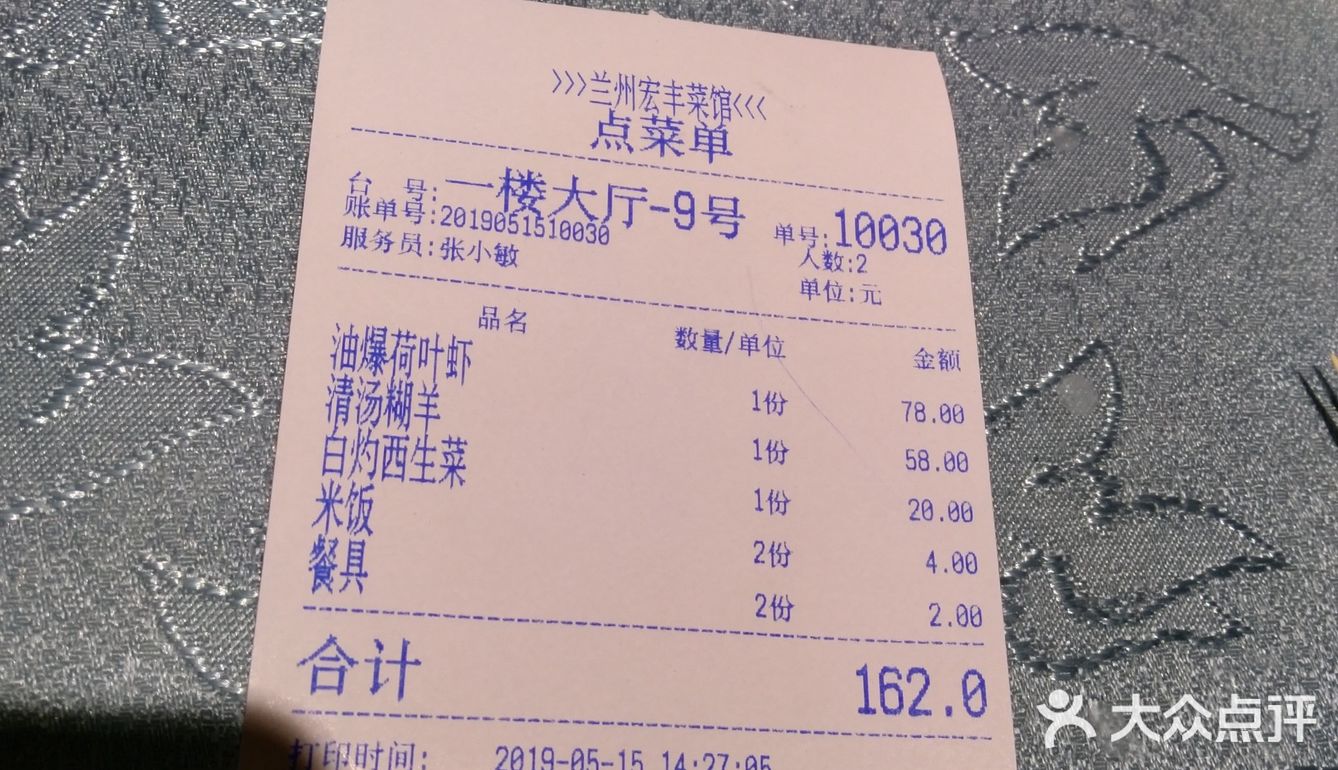 >>>兰州宏丰菜馆<<<
点菜单
台 号:一楼大厅-9号 单号:10030
账单号:2019051510030 人数:2
服务员:张小敏 单位:元
品名 数量/单位 金额
油爆荷叶虾 1份 78.00
清汤糊羊 1份 58.00
白灼西生菜 1份 20.00
米饭 2份 4.00
餐具 2份 2.00
合计 162.0
打印时间: 2019-05-15 14:27:05
大众点评